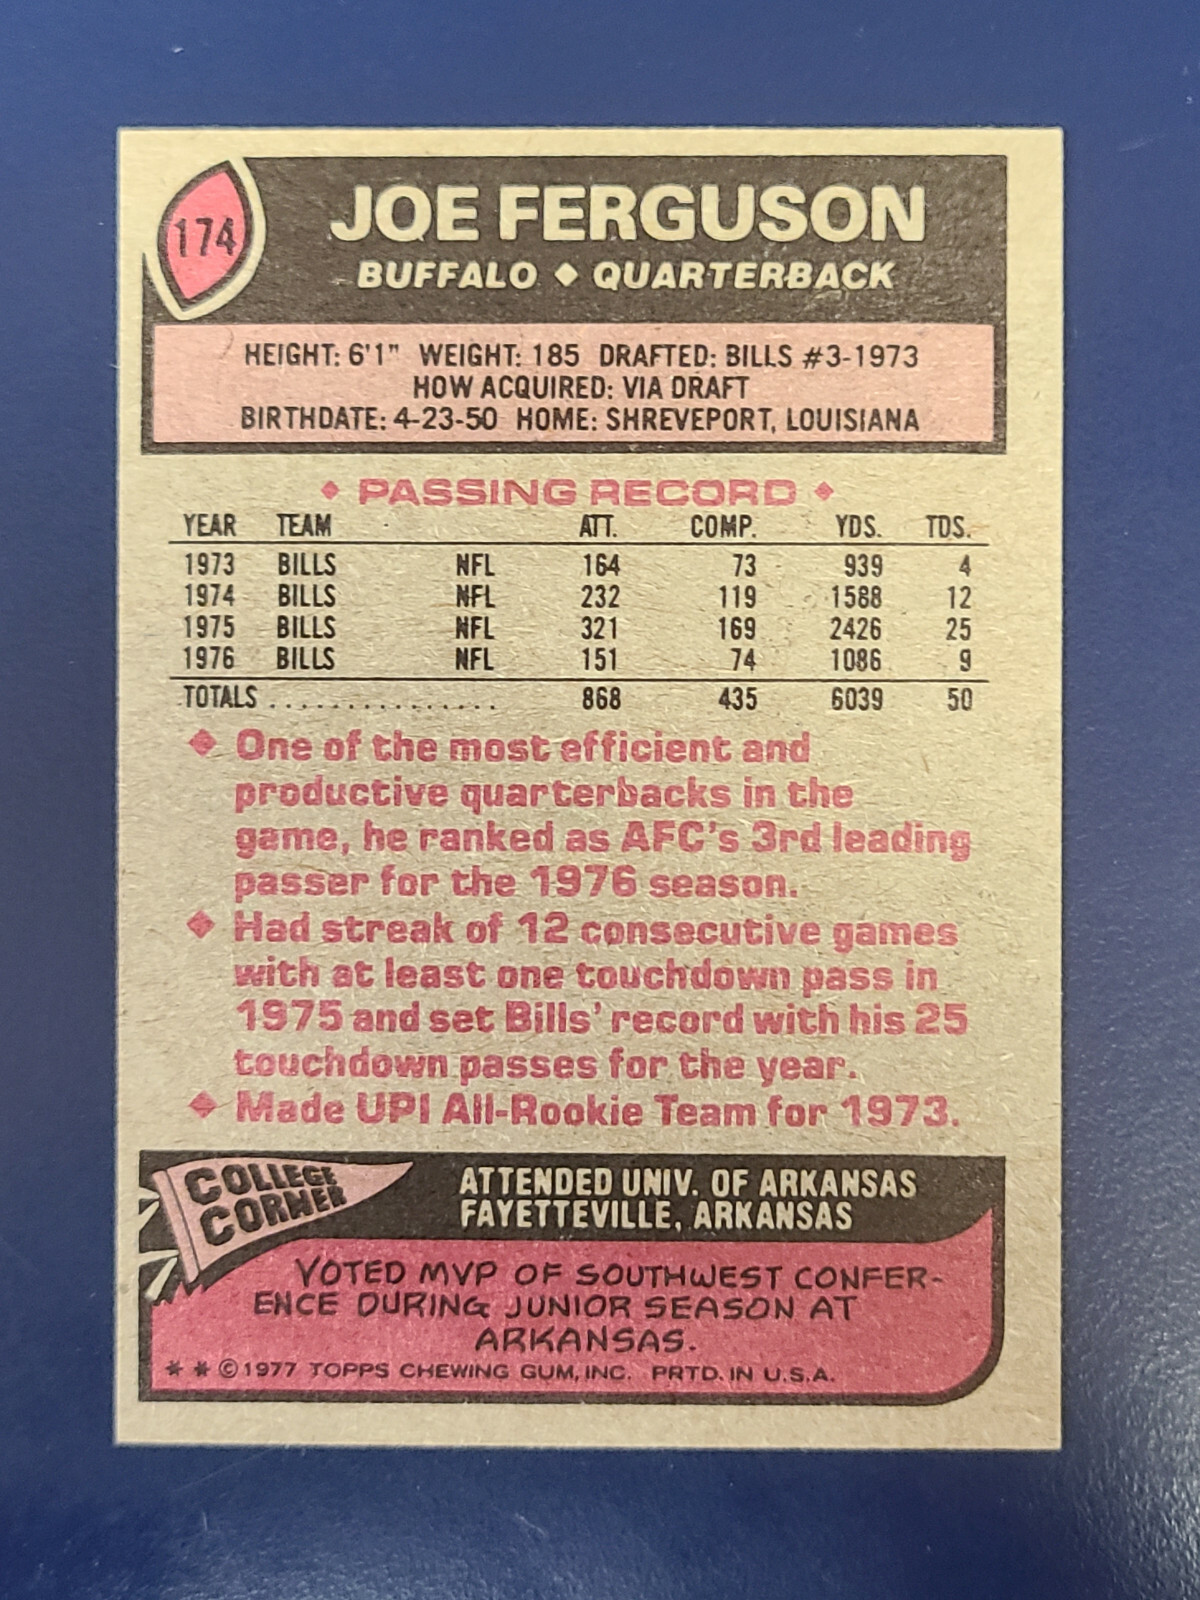 174
JOE FERGUSON
BUFFALO ◆ QUARTERBACK
HEIGHT: 6'1" WEIGHT: 185 DRAFTED: BILLS #3-1973
HOW ACQUIRED: VIA DRAFT
BIRTHDATE: 4-23-50 HOME: SHREVEPORT, LOUISIANA
◆ PASSING RECORD ◆
YEAR TEAM ATT. COMP. YDS. TDS.
1973 BILLS NFL 164 73 939 4
1974 BILLS NFL 232 119 1588 12
1975 BILLS NFL 321 169 2426 25
1976 BILLS NFL 151 74 1086 9
TOTALS ............... 868 435 6039 50
◆ One of the most efficient and
productive quarterbacks in the
game, he ranked as AFC's 3rd leading
passer for the 1976 season.
◆ Had streak of 12 consecutive games
with at least one touchdown pass in
1975 and set Bills' record with his 25
touchdown passes for the year.
◆ Made UPI All-Rookie Team for 1973.
COLLEGE
CORNER
ATTENDED UNIV. OF ARKANSAS
FAYETTEVILLE, ARKANSAS
VOTED MVP OF SOUTHWEST CONFER-
ENCE DURING JUNIOR SEASON AT
ARKANSAS.
* * © 1977 TOPPS CHEWING GUM, INC. PRTD. IN U.S.A.